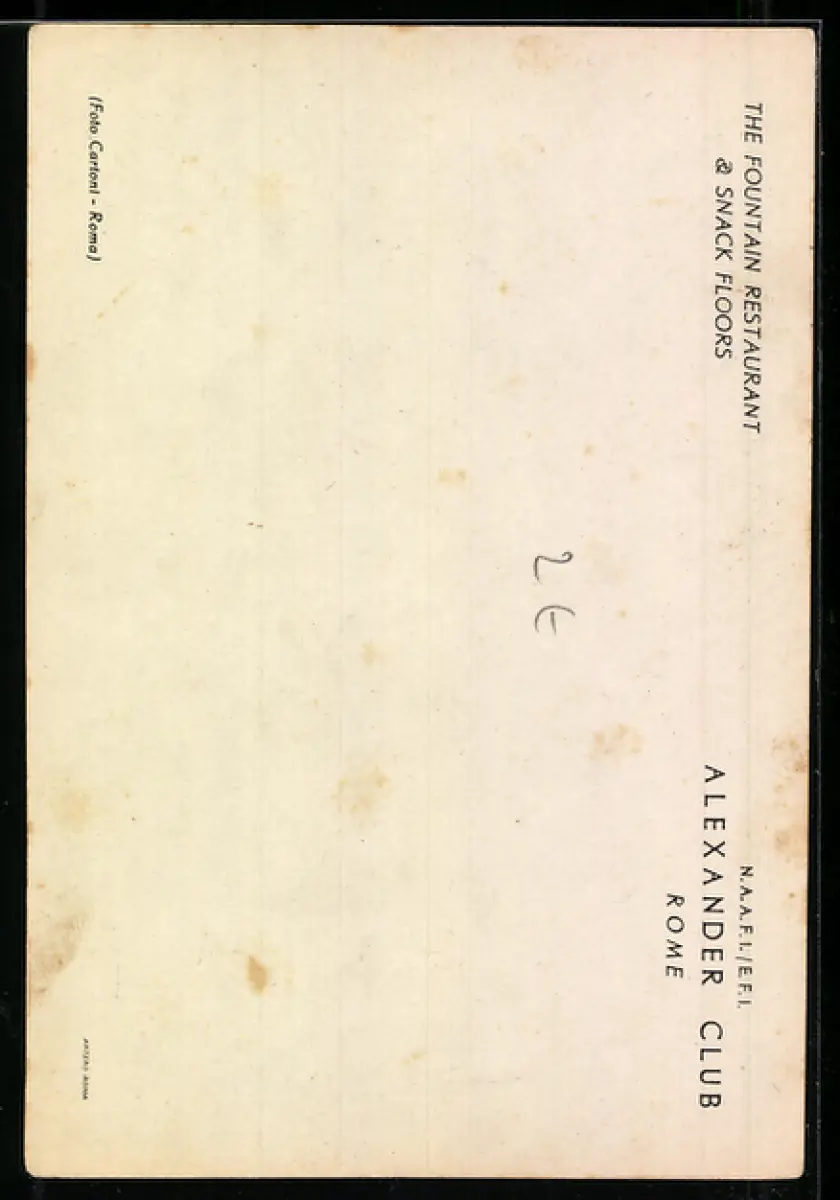 THE FOUNTAIN RESTAURANT
& SNACK FLOORS
N.A.A.F.I./E.F.I.
ALEXANDER CLUB
ROME
2 €
(Foto Cartoni - Roma)